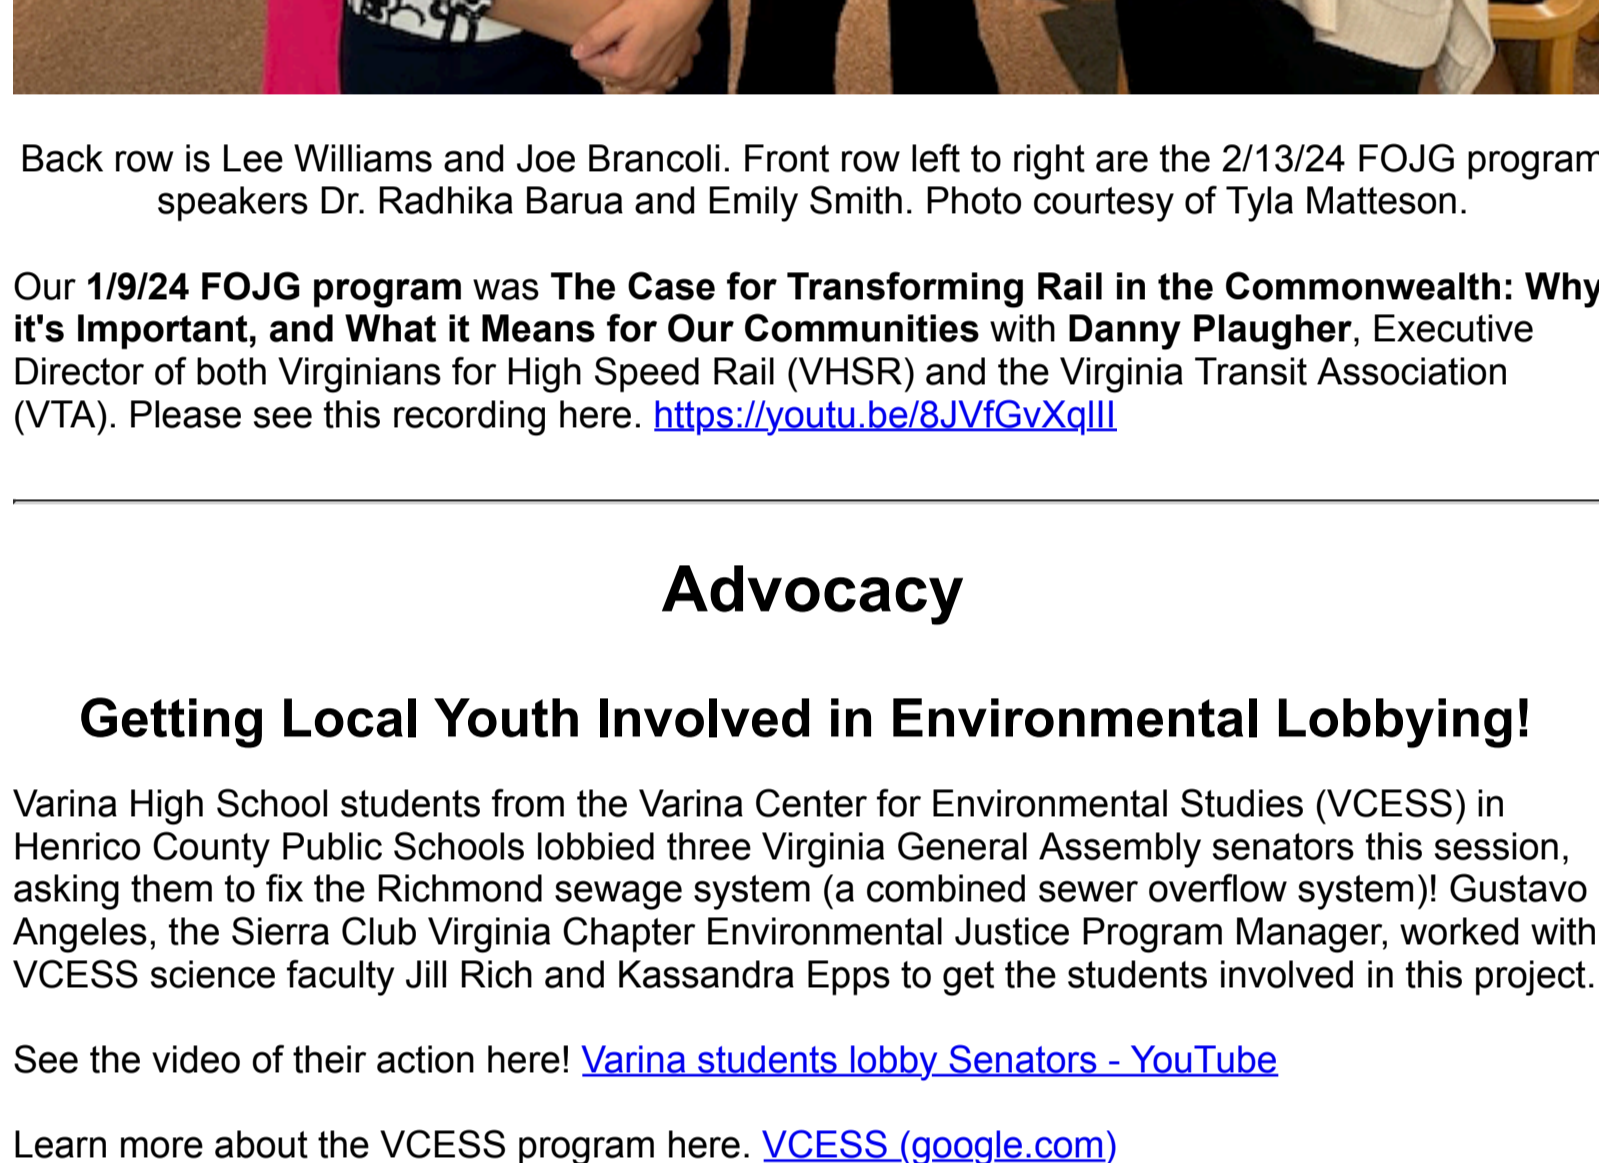 Back row is Lee Williams and Joe Brancoli. Front row left to right are the 2/13/24 FOJG program
speakers Dr. Radhika Barua and Emily Smith. Photo courtesy of Tyla Matteson.
Our 1/9/24 FOJG program was The Case for Transforming Rail in the Commonwealth: Why
it's Important, and What it Means for Our Communities with Danny Plaugher, Executive
Director of both Virginians for High Speed Rail (VHSR) and the Virginia Transit Association
(VTA). Please see this recording here. https://youtu.be/8JVfGvXqlII
Advocacy
Getting Local Youth Involved in Environmental Lobbying!
Varina High School students from the Varina Center for Environmental Studies (VCESS) in
Henrico County Public Schools lobbied three Virginia General Assembly senators this session,
asking them to fix the Richmond sewage system (a combined sewer overflow system)! Gustavo
Angeles, the Sierra Club Virginia Chapter Environmental Justice Program Manager, worked with
VCESS science faculty Jill Rich and Kassandra Epps to get the students involved in this project.
See the video of their action here! Varina students lobby Senators - YouTube
Learn more about the VCESS program here. VCESS (google.com)